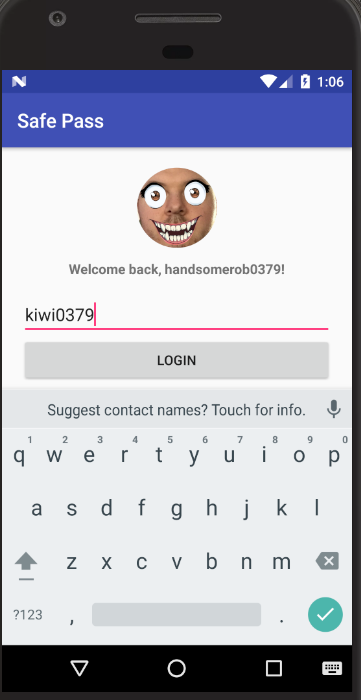 1:06
Safe Pass
Welcome back, handsomerob0379!
kiwi0379
LOGIN
Suggest contact names? Touch for info.
1 2 3 4 5 6 7 8 9 0
q w e r t y u i o p
a s d f g h j k l
z x c v b n m
?123 , .